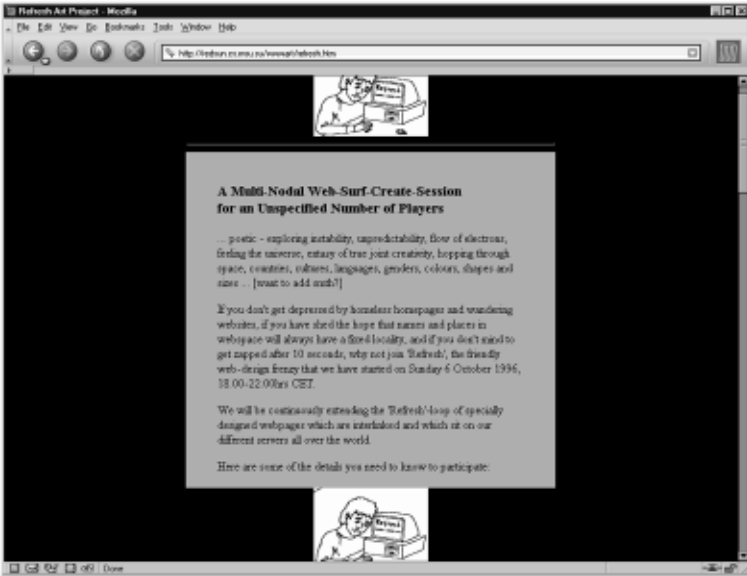 Refresh Art Project - Mozilla
File Edit View Go Bookmarks Tools Window Help
Refresh
A Multi-Nodal Web-Surf-Create-Session
for an Unspecified Number of Players
... poetic - exploring instability, unpredictability, flow of electrons,
feeling the universe, extasy of true joint creativity, hopping through
space, countries, cultures, languages, genders, colours, shapes and
sizes ... [want to add smth?]
If you don't get depressed by homeless homepages and wandering
websites, if you have shed the hope that names and places in
webspace will always have a fixed locality, and if you don't mind to
get zapped after 10 seconds, why not join 'Refresh', the friendly
web-design frenzy that we have started on Sunday 6 October 1996,
18.00-22:00hrs CET.
We will be continuously extending the 'Refresh'-loop of specially
designed webpages which are interlinked and which sit on our
different servers all over the world.
Here are some of the details you need to know to participate:
Refresh
Done